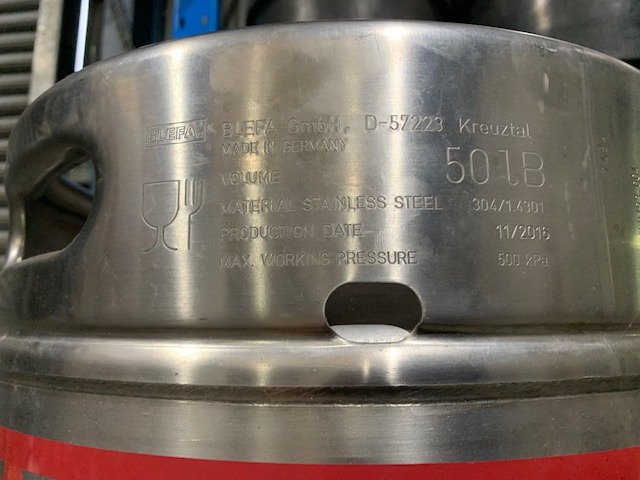 BLEFA BLEFA GmbH, D-57223 Kreuztal
MADE IN GERMANY
VOLUME 50 l B
MATERIAL STAINLESS STEEL 304/1.4301
PRODUCTION DATE 11/2016
MAX. WORKING PRESSURE 500 kPa